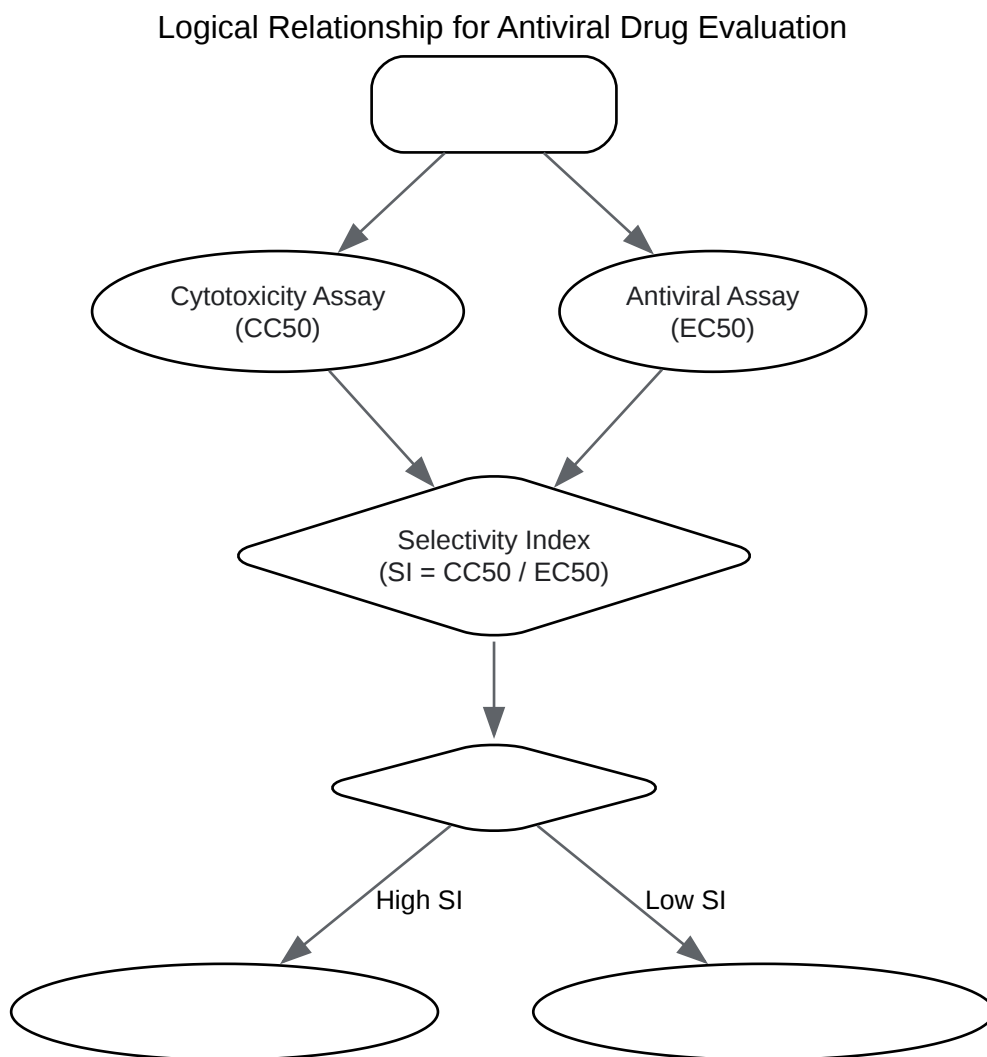 Logical Relationship for Antiviral Drug Evaluation
Cytotoxicity Assay
(CC50)
Antiviral Assay
(EC50)
Selectivity Index
(SI = CC50 / EC50)
High SI
Low SI